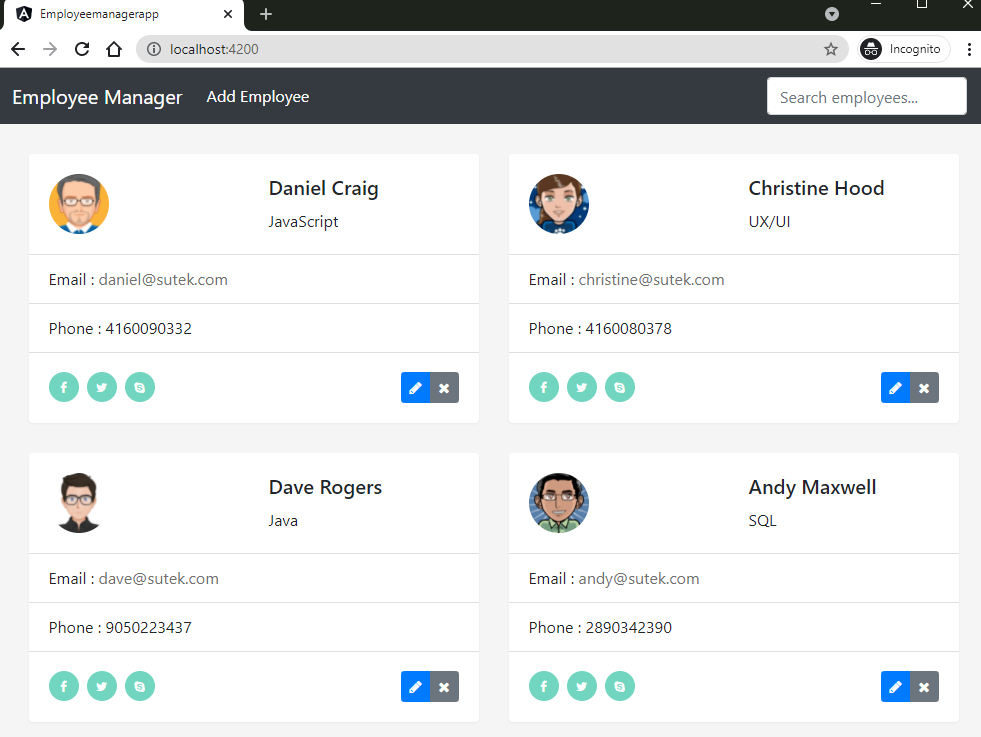 Employeemanagerapp
localhost:4200
Incognito
Employee Manager
Add Employee
Search employees...
Daniel Craig
JavaScript
Email : daniel@sutek.com
Phone : 4160090332
Christine Hood
UX/UI
Email : christine@sutek.com
Phone : 4160080378
Dave Rogers
Java
Email : dave@sutek.com
Phone : 9050223437
Andy Maxwell
SQL
Email : andy@sutek.com
Phone : 2890342390